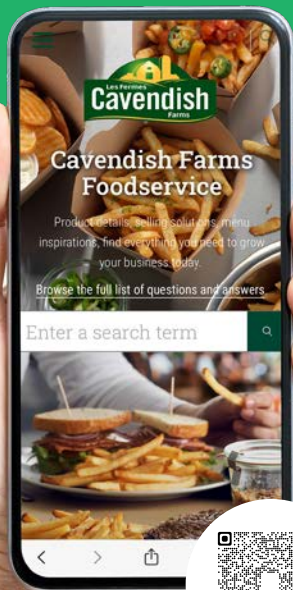 Les Fermes
Cavendish
Farms
Cavendish Farms
Foodservice
Product details, selling solutions, menu
inspirations, find everything you need to grow
your business today.
Browse the full list of questions and answers
Enter a search term